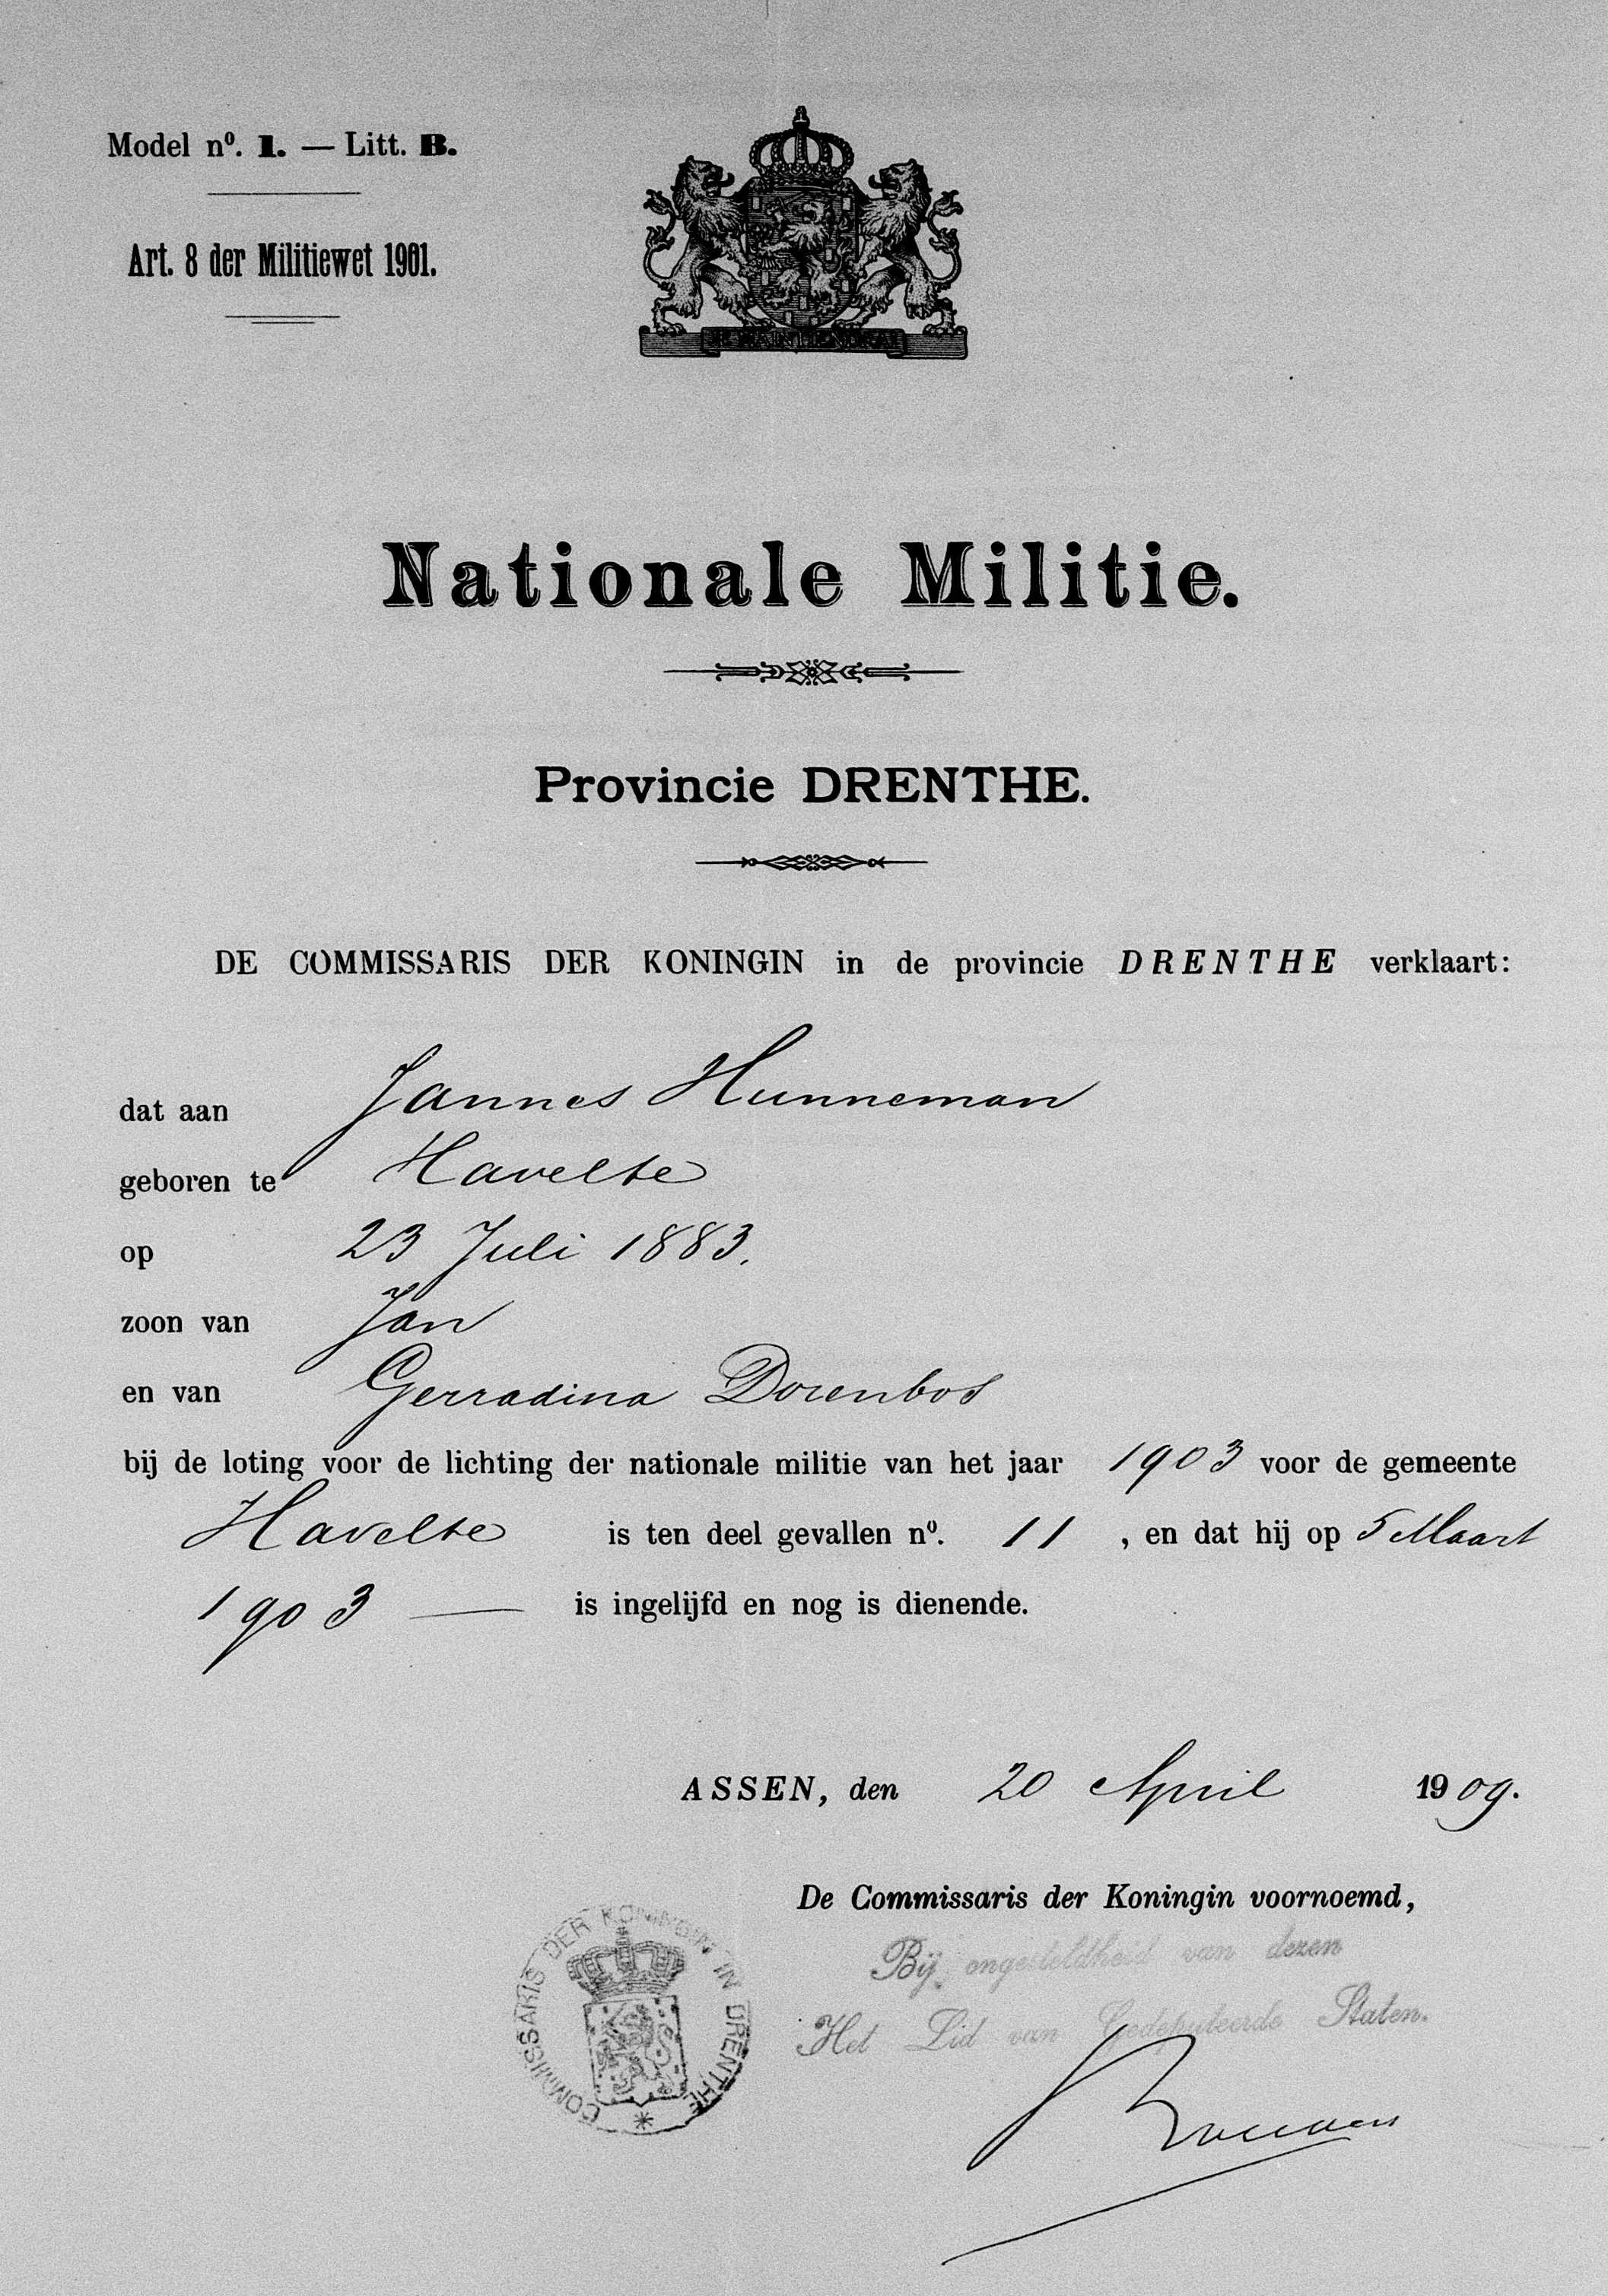 Model nº. 1. — Litt. B.
Art. 8 der Militiewet 1901.
JE MAINTIENDRAI
Nationale Militie.
Provincie DRENTHE.
DE COMMISSARIS DER KONINGIN in de provincie DRENTHE verklaart:
dat aan Jannes Hunneman
geboren te Havelte
op 23 Juli 1883.
zoon van Jan
en van Gerradina Dorenbos
bij de loting voor de lichting der nationale militie van het jaar 1903 voor de gemeente
Havelte is ten deel gevallen nº. 11, en dat hij op 5 Maart
1903 — is ingelijfd en nog is dienende.
ASSEN, den 20 April 1909.
De Commissaris der Koningin voornoemd,
Bij ongesteldheid van dezen
Het Lid van Gedeputeerde Staten.
COMMISSARIS DER KONINGIN IN DRENTHE